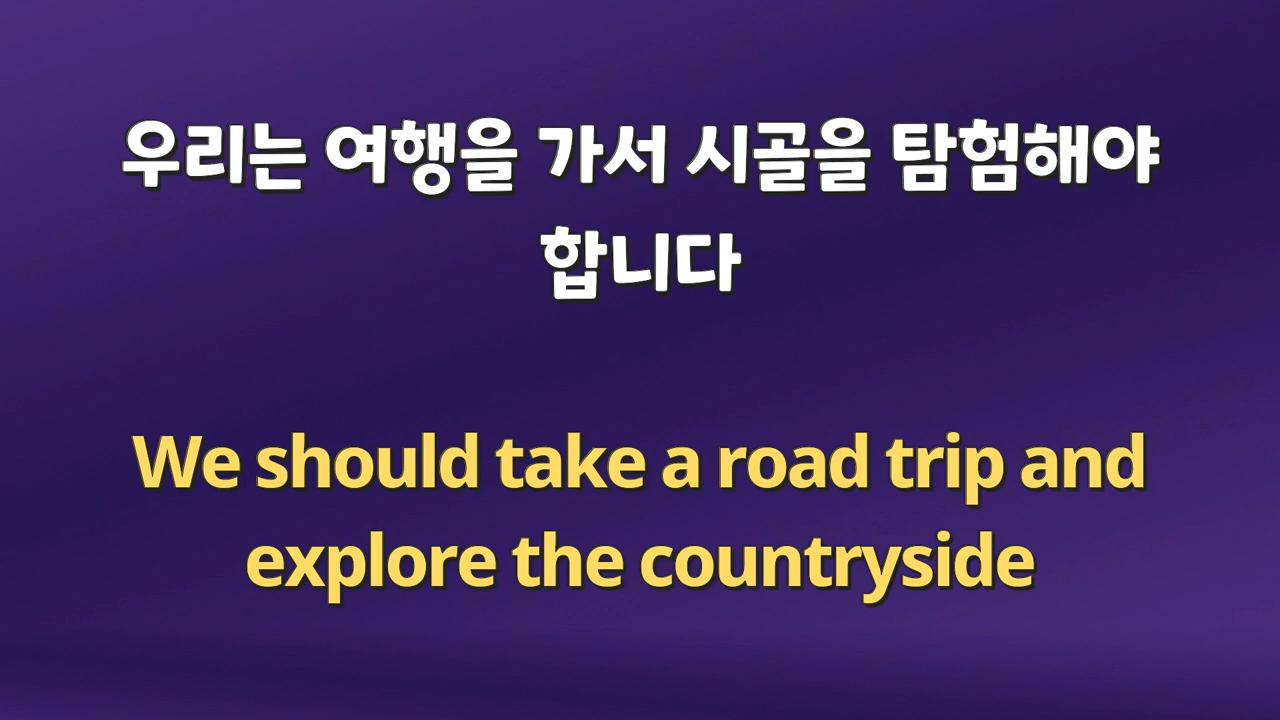 우리는 여행을 가서 시골을 탐험해야
합니다
We should take a road trip and
explore the countryside